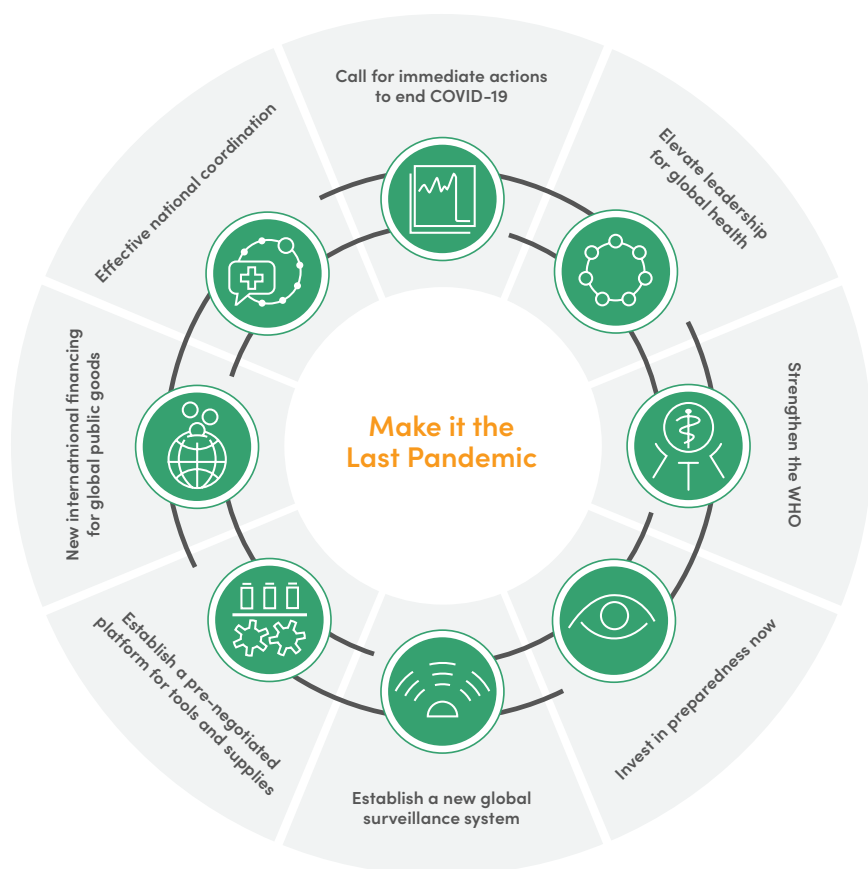 Call for immediate actions
to end COVID-19
Elevate leadership
for global health
Strengthen the WHO
Invest in preparedness now
Establish a new global
surveillance system
Establish a pre-negotiated
platform for tools and supplies
New internatnional financing
for global public goods
Effective national coordination
Make it the
Last Pandemic